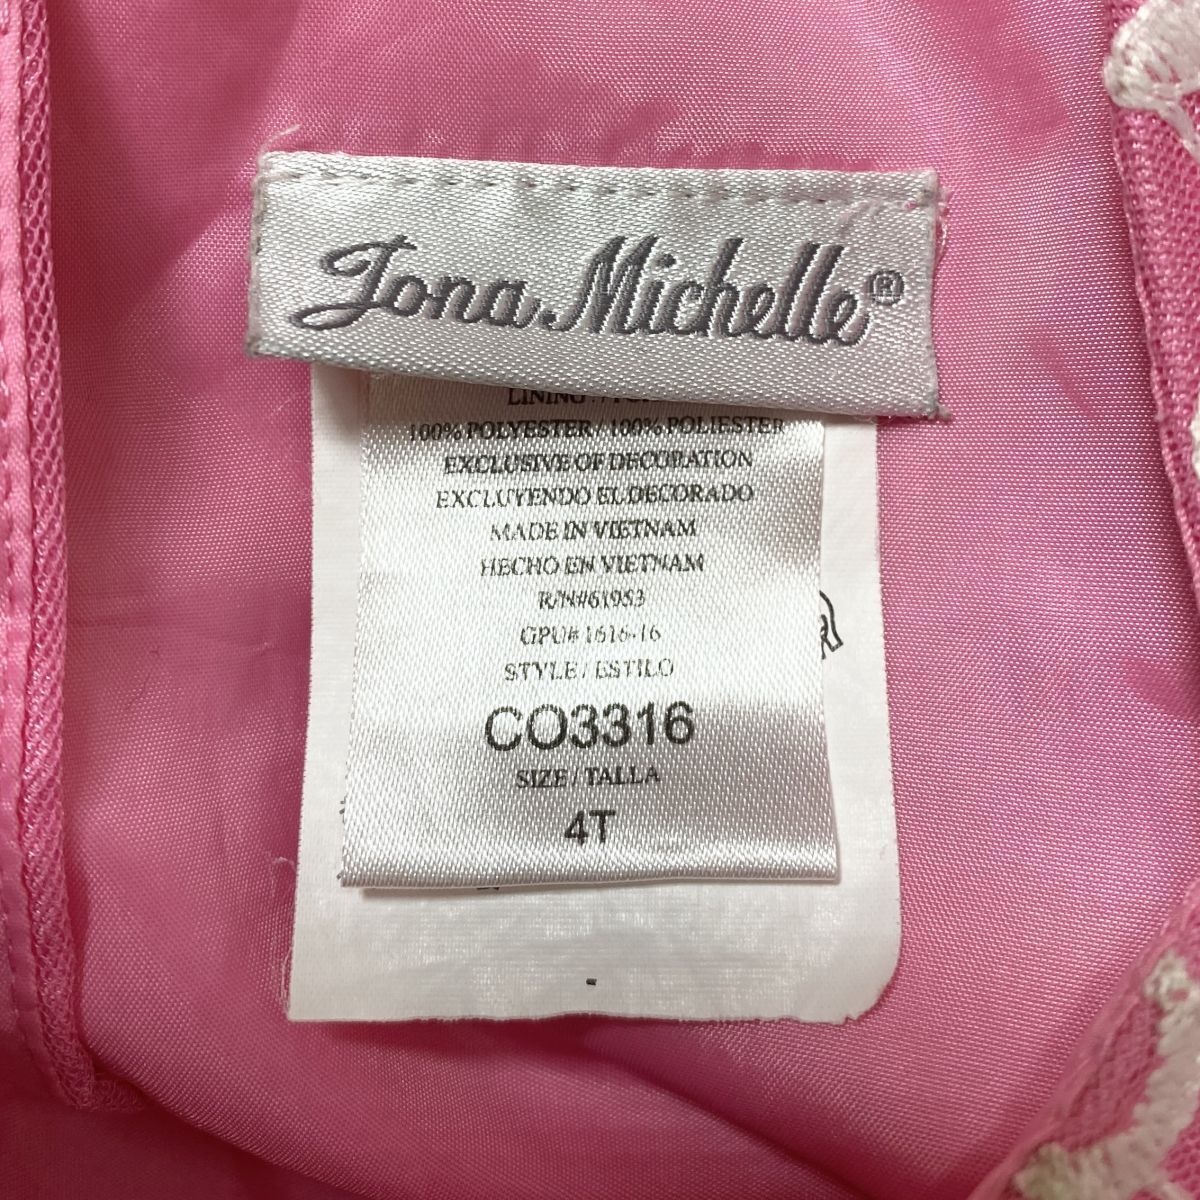 Jona Michelle®
LINING /
100% POLYESTER / 100% POLIESTER
EXCLUSIVE OF DECORATION
EXCLUYENDO EL DECORADO
MADE IN VIETNAM
HECHO EN VIETNAM
R/N#61953
GPU# 1616-16
STYLE / ESTILO
CO3316
SIZE / TALLA
4T